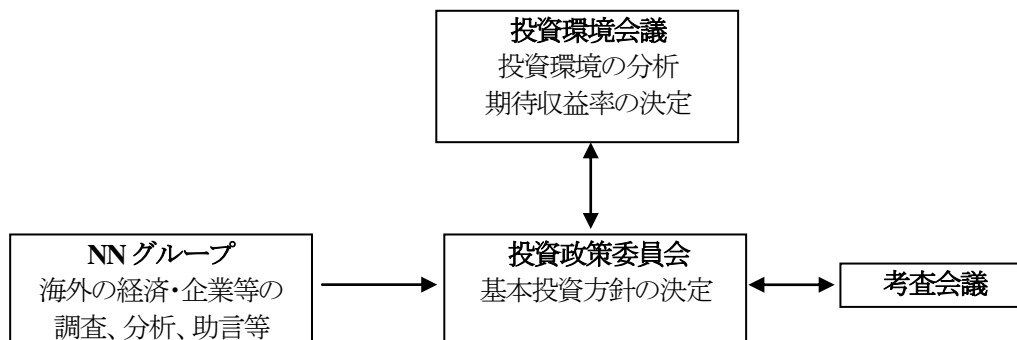 投資環境会議
投資環境の分析
期待収益率の決定
NNグループ
海外の経済・企業等の
調査、分析、助言等
投資政策委員会
基本投資方針の決定
考査会議